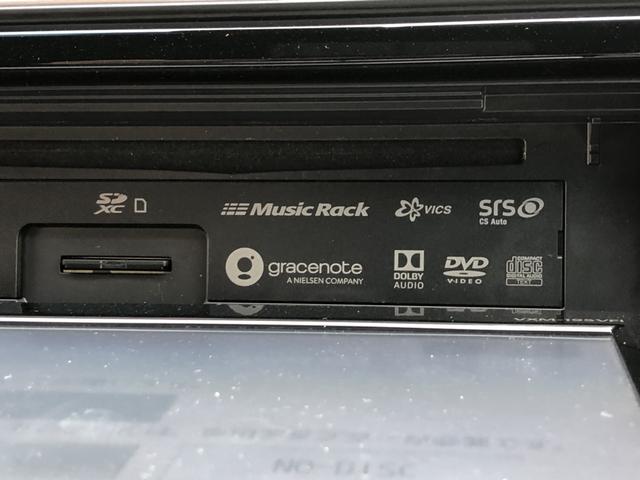 SD XC
Music Rack
VICS
SRS
CS Auto
gracenote
A NIELSEN COMPANY
DOLBY
AUDIO
DVD
VIDEO
COMPACT
disc
DIGITAL AUDIO
TEXT
NO DISC